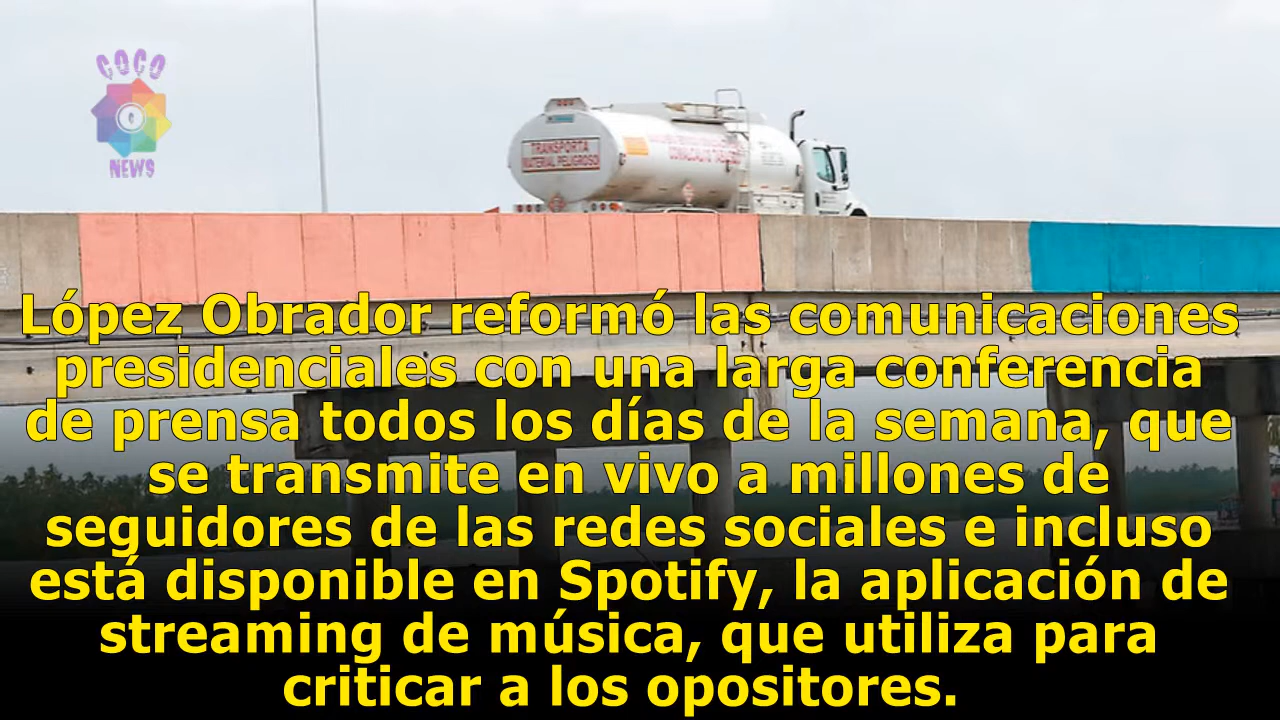 COCO
NEWS
TRANSPORTA
MATERIAL PELIGROSO
López Obrador reformó las comunicaciones
presidenciales con una larga conferencia
de prensa todos los días de la semana, que
se transmite en vivo a millones de
seguidores de las redes sociales e incluso
está disponible en Spotify, la aplicación de
streaming de música, que utiliza para
criticar a los opositores.